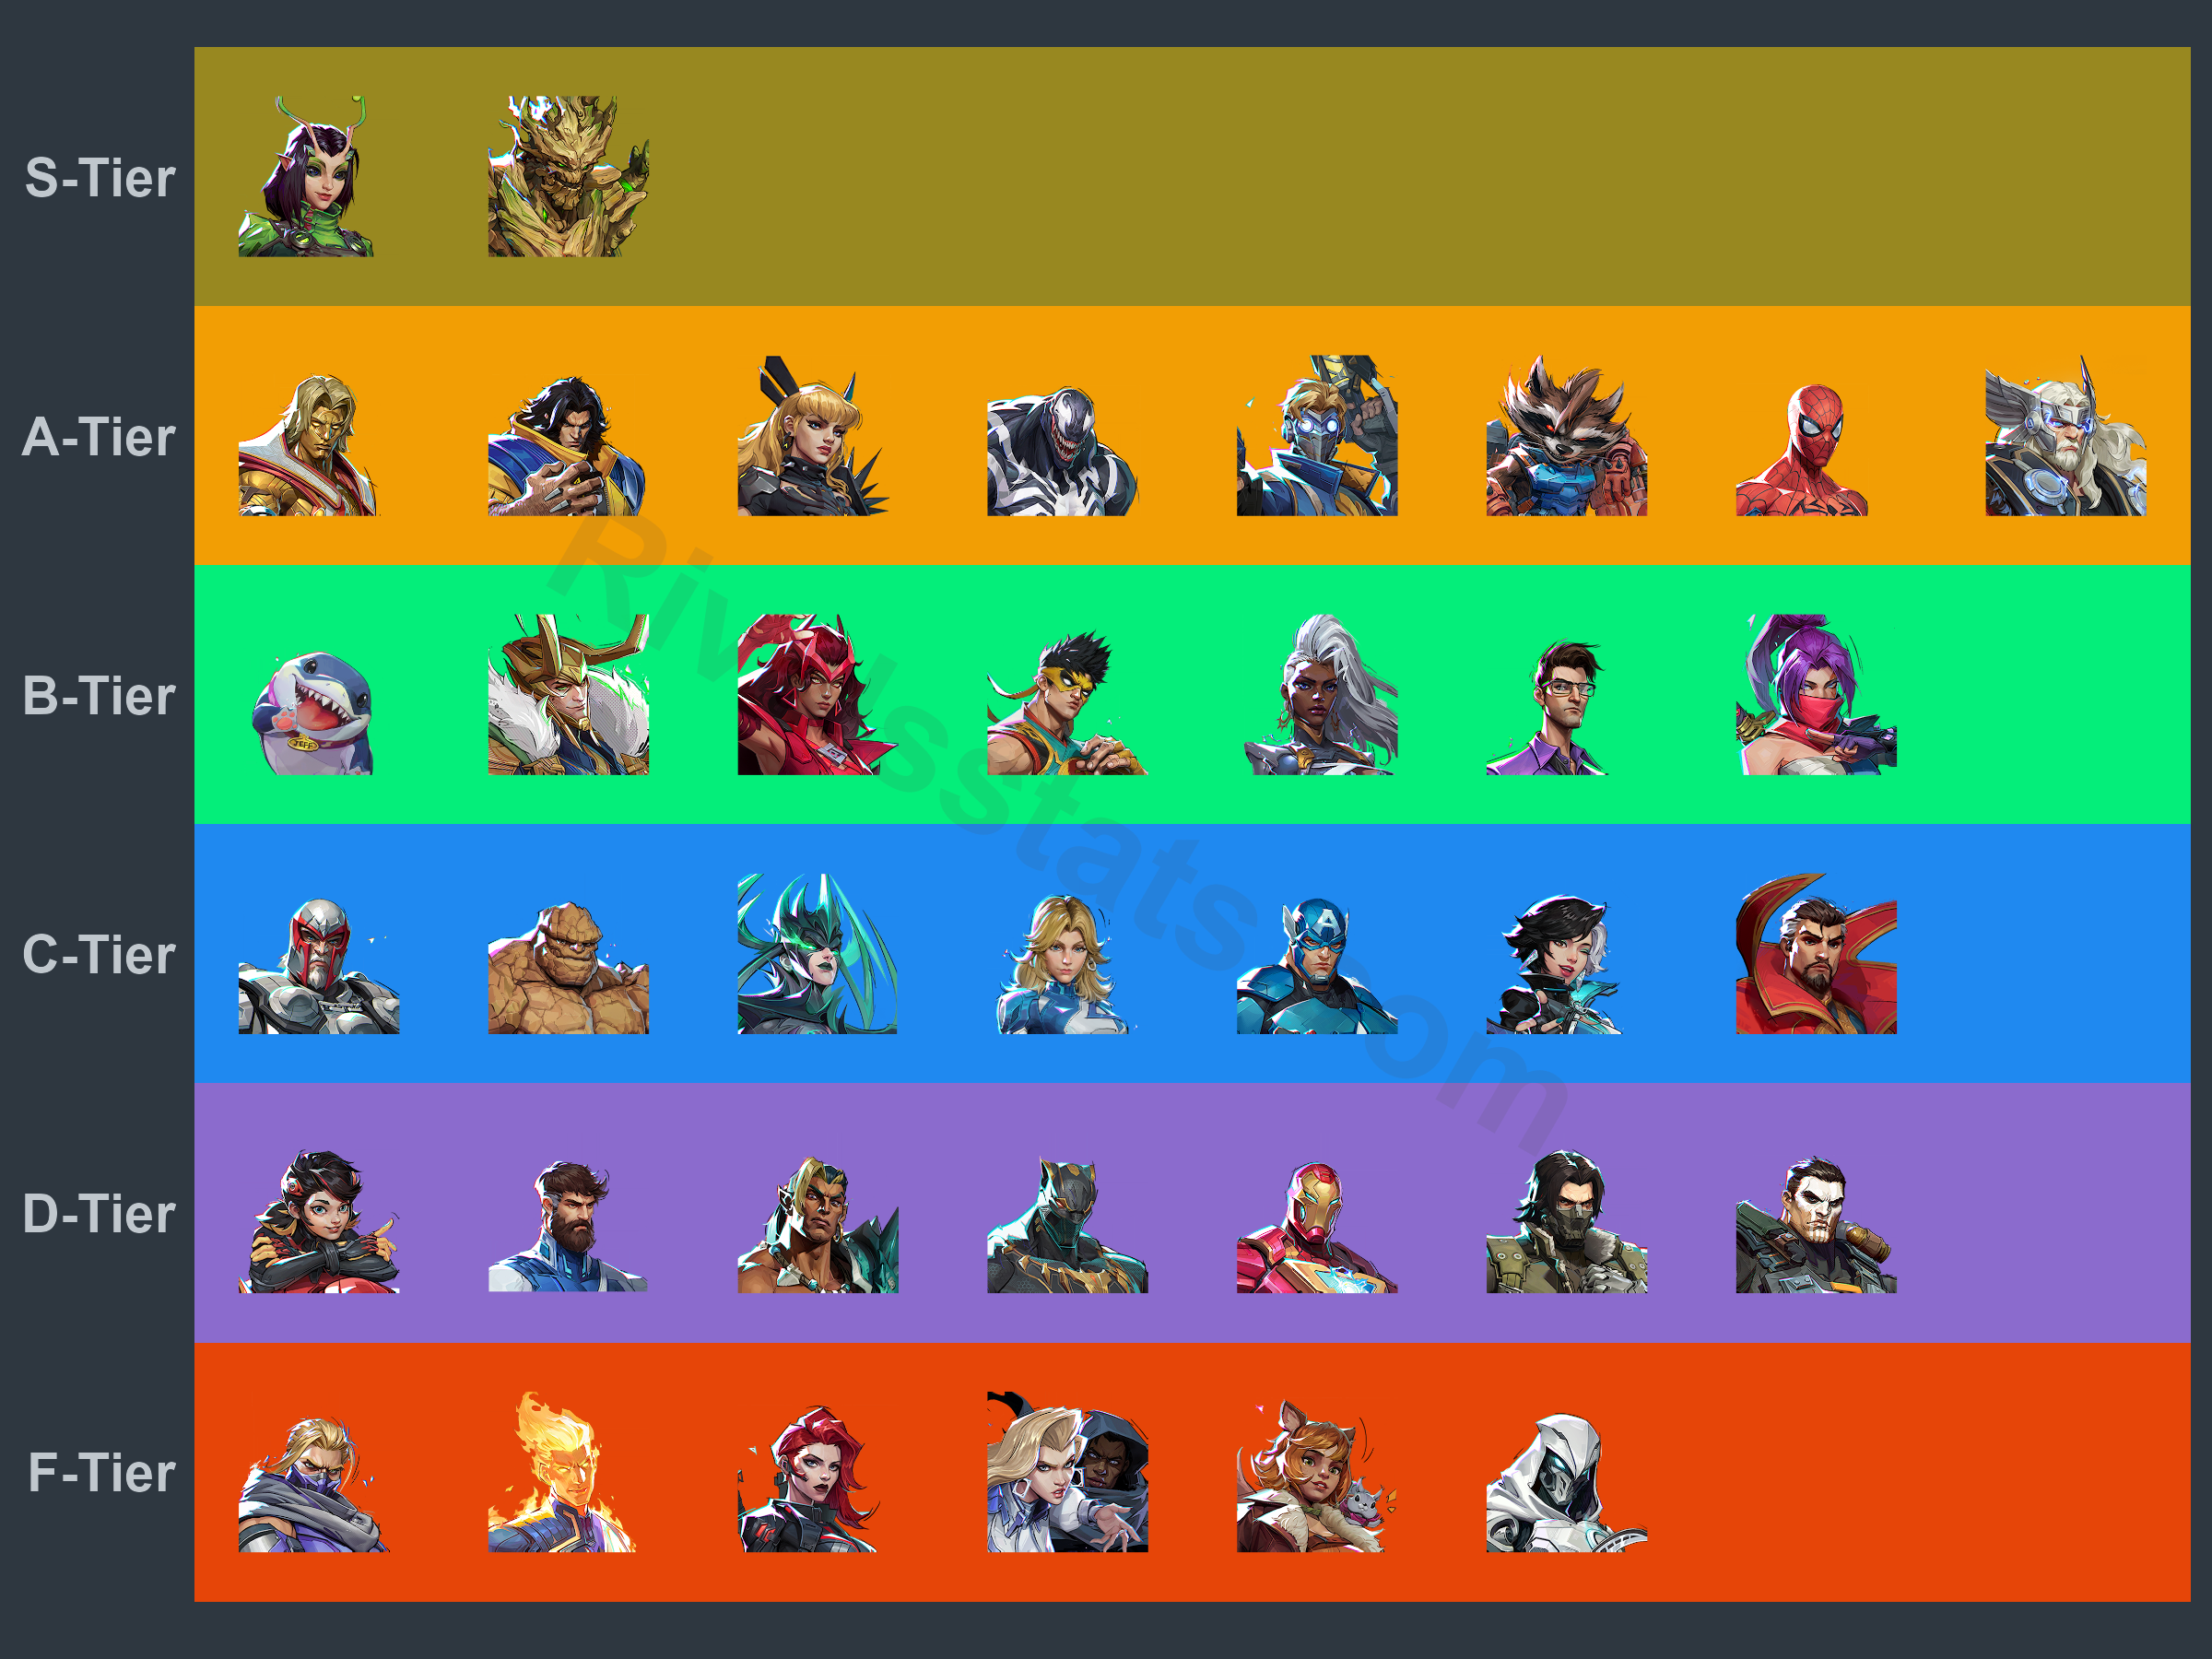 S-Tier
A-Tier
B-Tier
C-Tier
D-Tier
F-Tier
Rivalsstats.com
JEFF
A